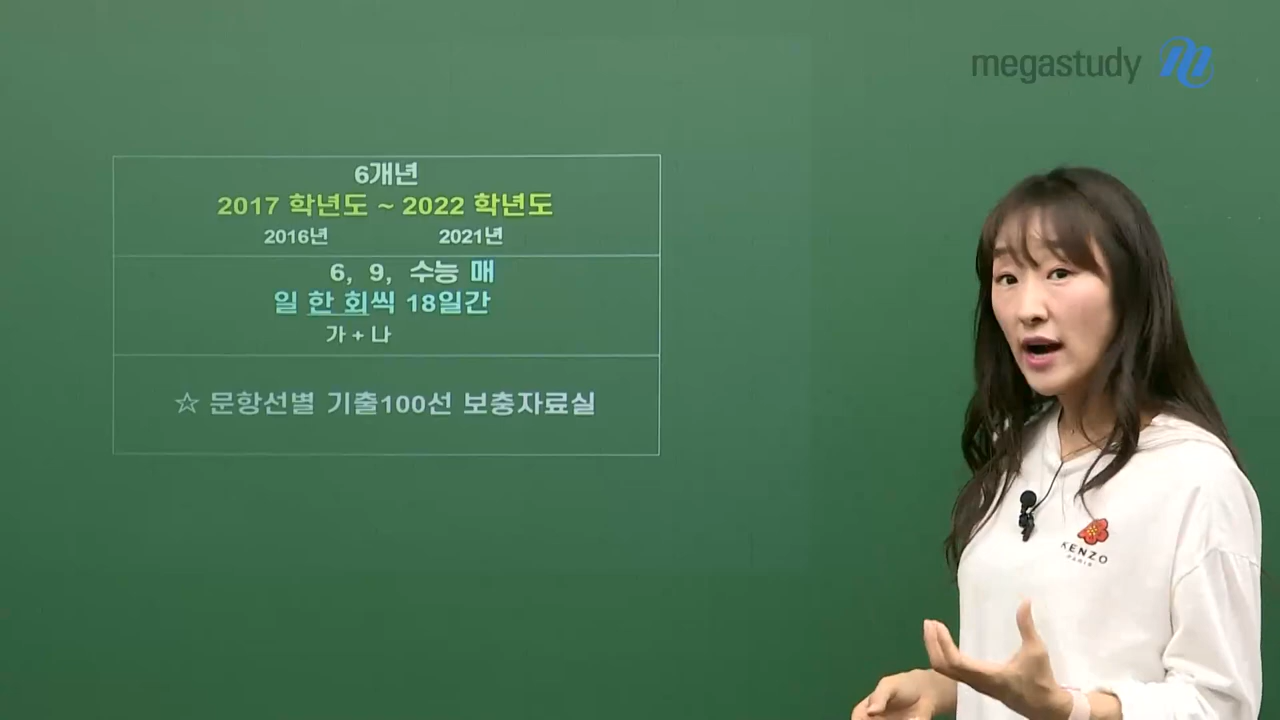 megastudy
6개년
2017 학년도 ~ 2022 학년도
2016년 2021년
6, 9, 수능 매
일 한 회씩 18일간
가 + 나
☆ 문항선별 기출100선 보충자료실
KENZO
PARIS